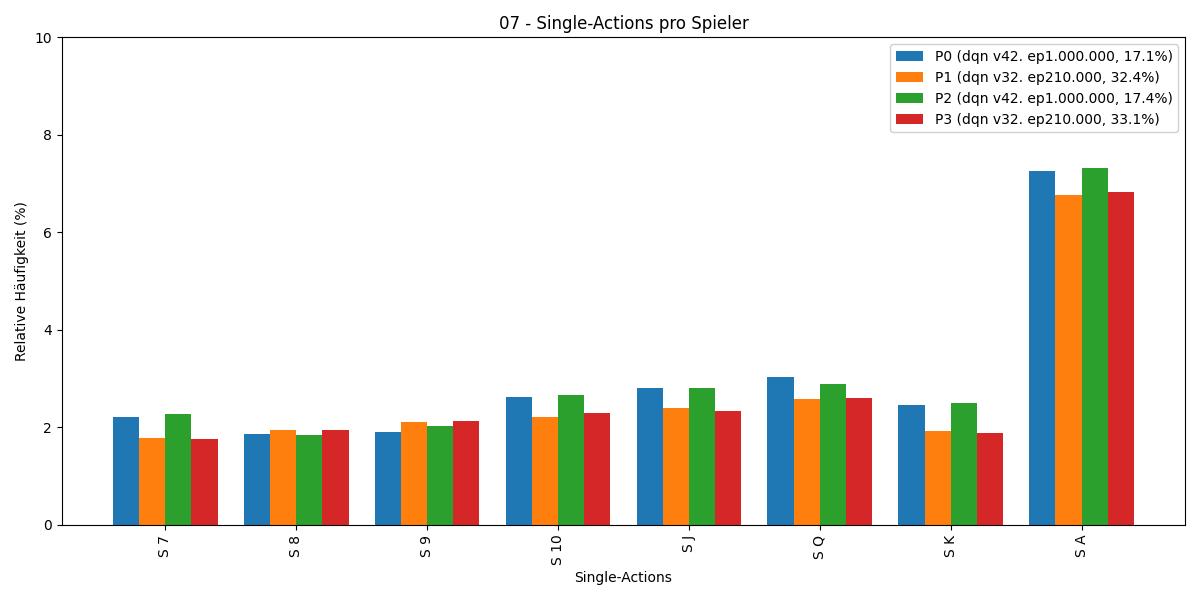 07 - Single-Actions pro Spieler
10
8
6
4
2
0
Relative Häufigkeit (%)
P0 (dqn v42. ep1.000.000, 17.1%)
P1 (dqn v32. ep210.000, 32.4%)
P2 (dqn v42. ep1.000.000, 17.4%)
P3 (dqn v32. ep210.000, 33.1%)
S 7
S 8
S 9
S 10
S J
S Q
S K
S A
Single-Actions